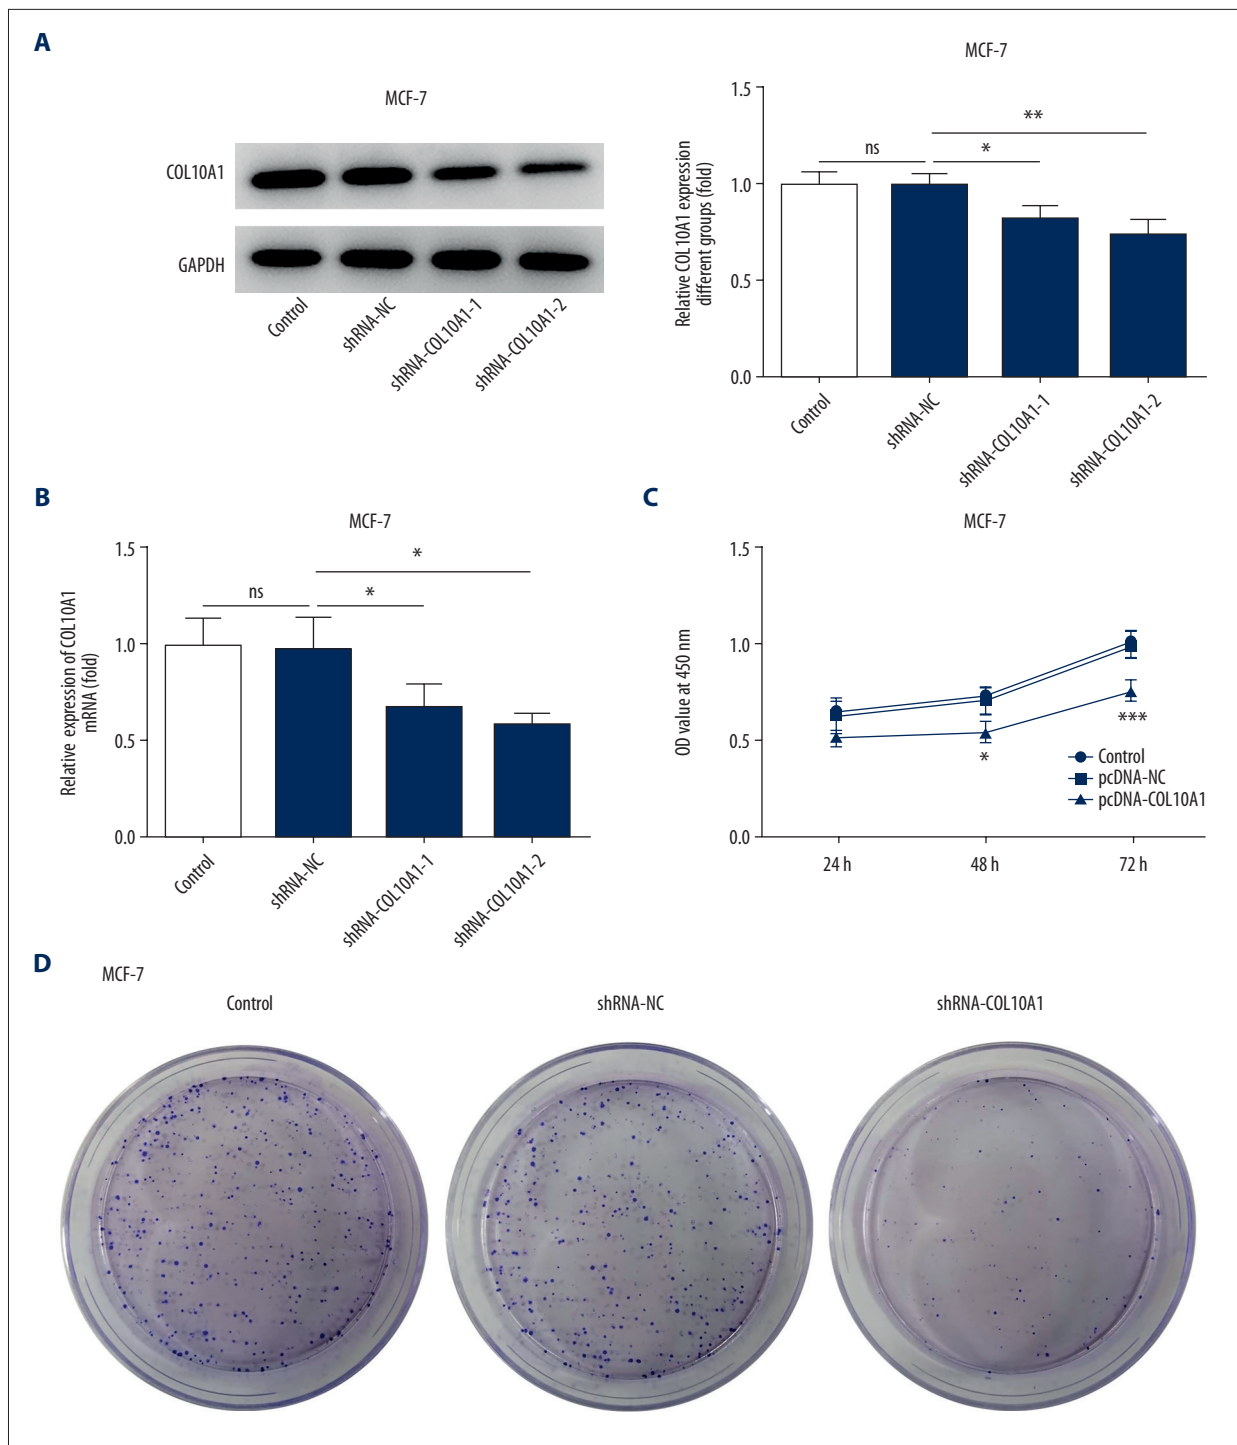 A
MCF-7
COL10A1
GAPDH
Control
shRNA-NC
shRNA-COL10A1-1
shRNA-COL10A1-2
MCF-7
Relative COL10A1 expression
different groups (fold)
1.5
1.0
0.5
0.0
ns
*
**
Control
shRNA-NC
shRNA-COL10A1-1
shRNA-COL10A1-2
B
MCF-7
Relative expression of COL10A1
mRNA (fold)
1.5
1.0
0.5
0.0
ns
*
*
Control
shRNA-NC
shRNA-COL10A1-1
shRNA-COL10A1-2
C
MCF-7
OD value at 450 nm
1.5
1.0
0.5
0.0
*
***
Control
pcDNA-NC
pcDNA-COL10A1
24 h
48 h
72 h
D
MCF-7
Control
shRNA-NC
shRNA-COL10A1